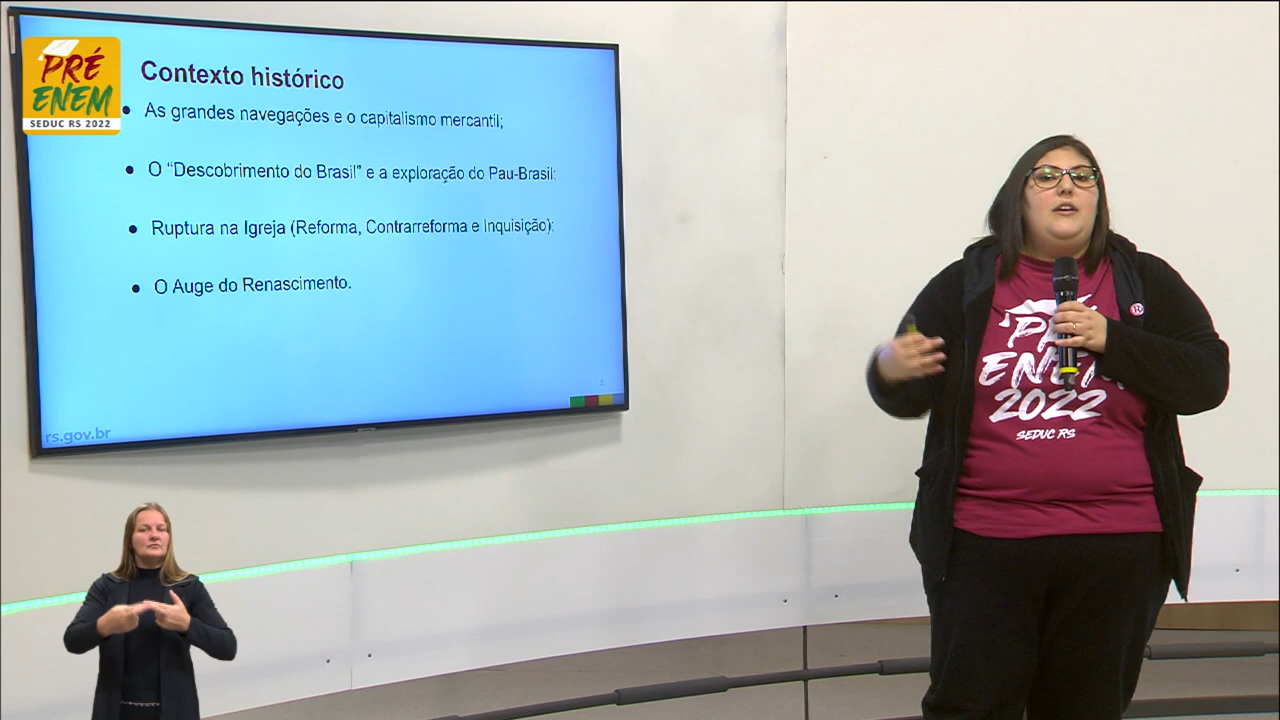 PRÉ
ENEM
SEDUC RS 2022
Contexto histórico
• As grandes navegações e o capitalismo mercantil;
• O “Descobrimento do Brasil” e a exploração do Pau-Brasil;
• Ruptura na Igreja (Reforma, Contrarreforma e Inquisição);
• O Auge do Renascimento.
rs.gov.br
ENEM
2022
SEDUC RS